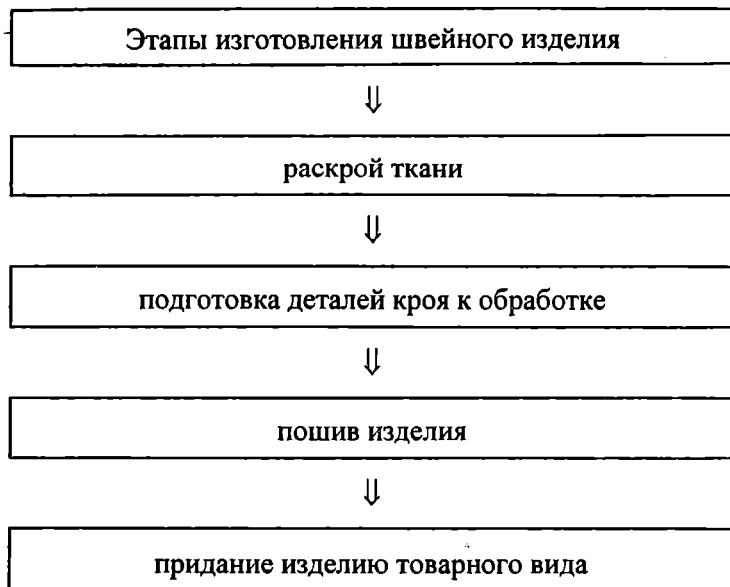 Этапы изготовления швейного изделия
⇓
раскрой ткани
⇓
подготовка деталей кроя к обработке
⇓
пошив изделия
⇓
придание изделию товарного вида